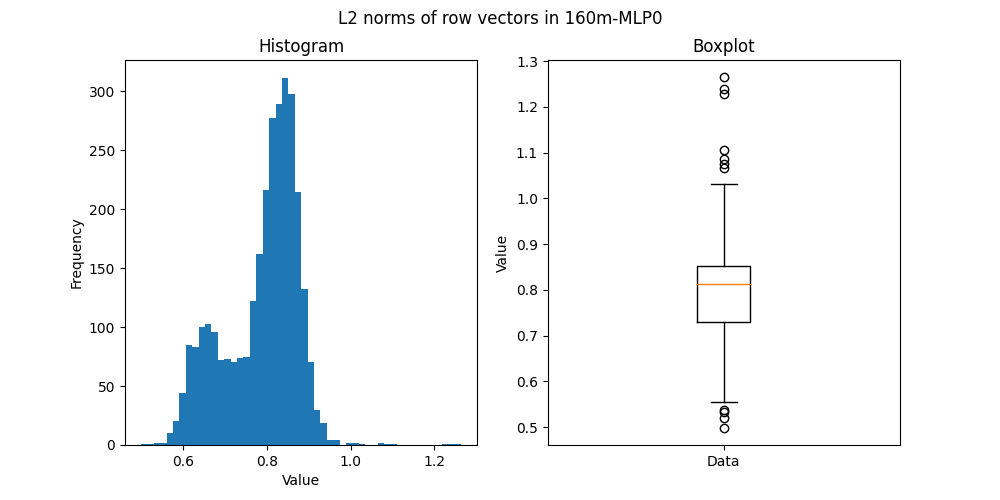 L2 norms of row vectors in 160m-MLP0
Histogram
Frequency
300
250
200
150
100
50
0
0.6 0.8 1.0 1.2
Value
Boxplot
Value
1.3
1.2
1.1
1.0
0.9
0.8
0.7
0.6
0.5
Data